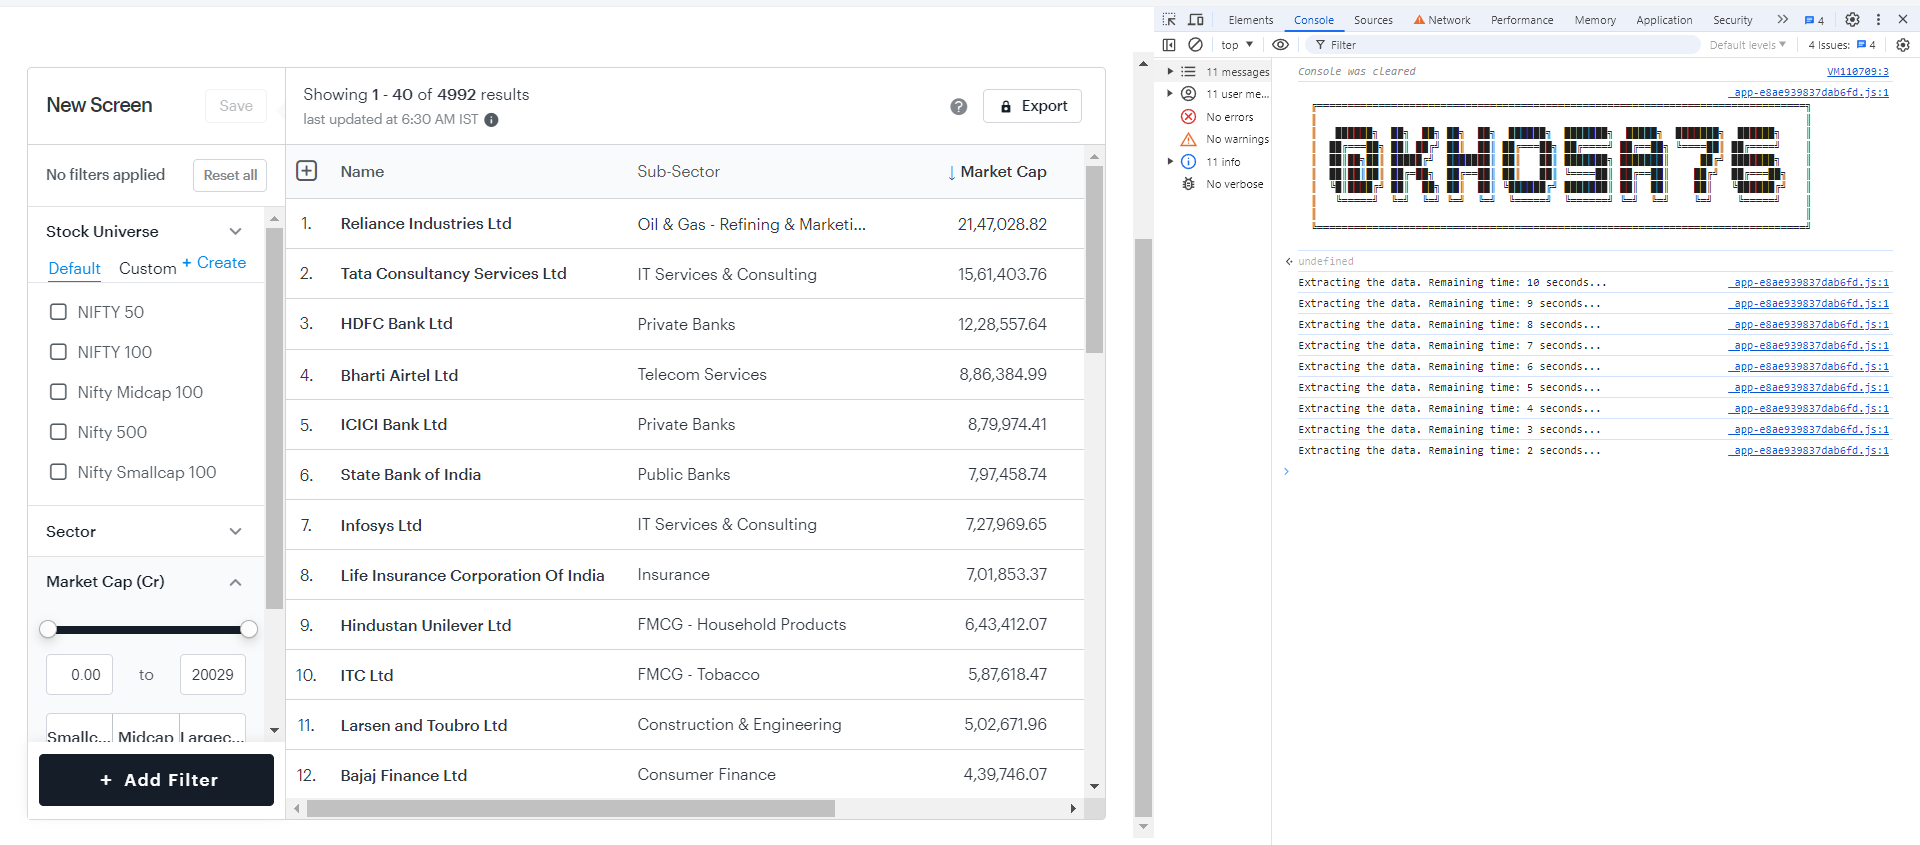 New Screen
Save
No filters applied
Reset all
Stock Universe
Default Custom + Create
NIFTY 50
NIFTY 100
Nifty Midcap 100
Nifty 500
Nifty Smallcap 100
Sector
Market Cap (Cr)
0.00 to 20029
Smallc... Midcap Largec...
+ Add Filter
Showing 1 - 40 of 4992 results
last updated at 6:30 AM IST
Export
Name Sub-Sector ↓ Market Cap
1. Reliance Industries Ltd Oil & Gas - Refining & Marketi... 21,47,028.82
2. Tata Consultancy Services Ltd IT Services & Consulting 15,61,403.76
3. HDFC Bank Ltd Private Banks 12,28,557.64
4. Bharti Airtel Ltd Telecom Services 8,86,384.99
5. ICICI Bank Ltd Private Banks 8,79,974.41
6. State Bank of India Public Banks 7,97,458.74
7. Infosys Ltd IT Services & Consulting 7,27,969.65
8. Life Insurance Corporation Of India Insurance 7,01,853.37
9. Hindustan Unilever Ltd FMCG - Household Products 6,43,412.07
10. ITC Ltd FMCG - Tobacco 5,87,618.47
11. Larsen and Toubro Ltd Construction & Engineering 5,02,671.96
12. Bajaj Finance Ltd Consumer Finance 4,39,746.07
Elements Console Sources Network Performance Memory Application Security 4
top Filter Default levels 4 Issues: 4
11 messages
11 user me...
No errors
No warnings
11 info
No verbose
Console was cleared VM110709:3
_app-e8ae939837dab6fd.js:1
undefined
Extracting the data. Remaining time: 10 seconds... _app-e8ae939837dab6fd.js:1
Extracting the data. Remaining time: 9 seconds... _app-e8ae939837dab6fd.js:1
Extracting the data. Remaining time: 8 seconds... _app-e8ae939837dab6fd.js:1
Extracting the data. Remaining time: 7 seconds... _app-e8ae939837dab6fd.js:1
Extracting the data. Remaining time: 6 seconds... _app-e8ae939837dab6fd.js:1
Extracting the data. Remaining time: 5 seconds... _app-e8ae939837dab6fd.js:1
Extracting the data. Remaining time: 4 seconds... _app-e8ae939837dab6fd.js:1
Extracting the data. Remaining time: 3 seconds... _app-e8ae939837dab6fd.js:1
Extracting the data. Remaining time: 2 seconds... _app-e8ae939837dab6fd.js:1